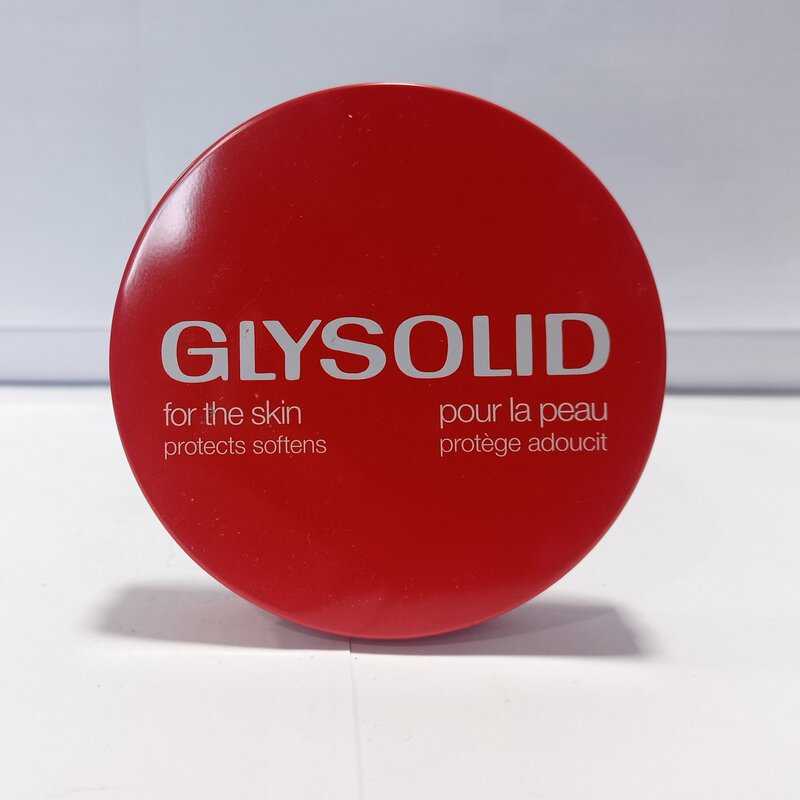 GLYSOLID
for the skin
protects softens
pour la peau
protège adoucit